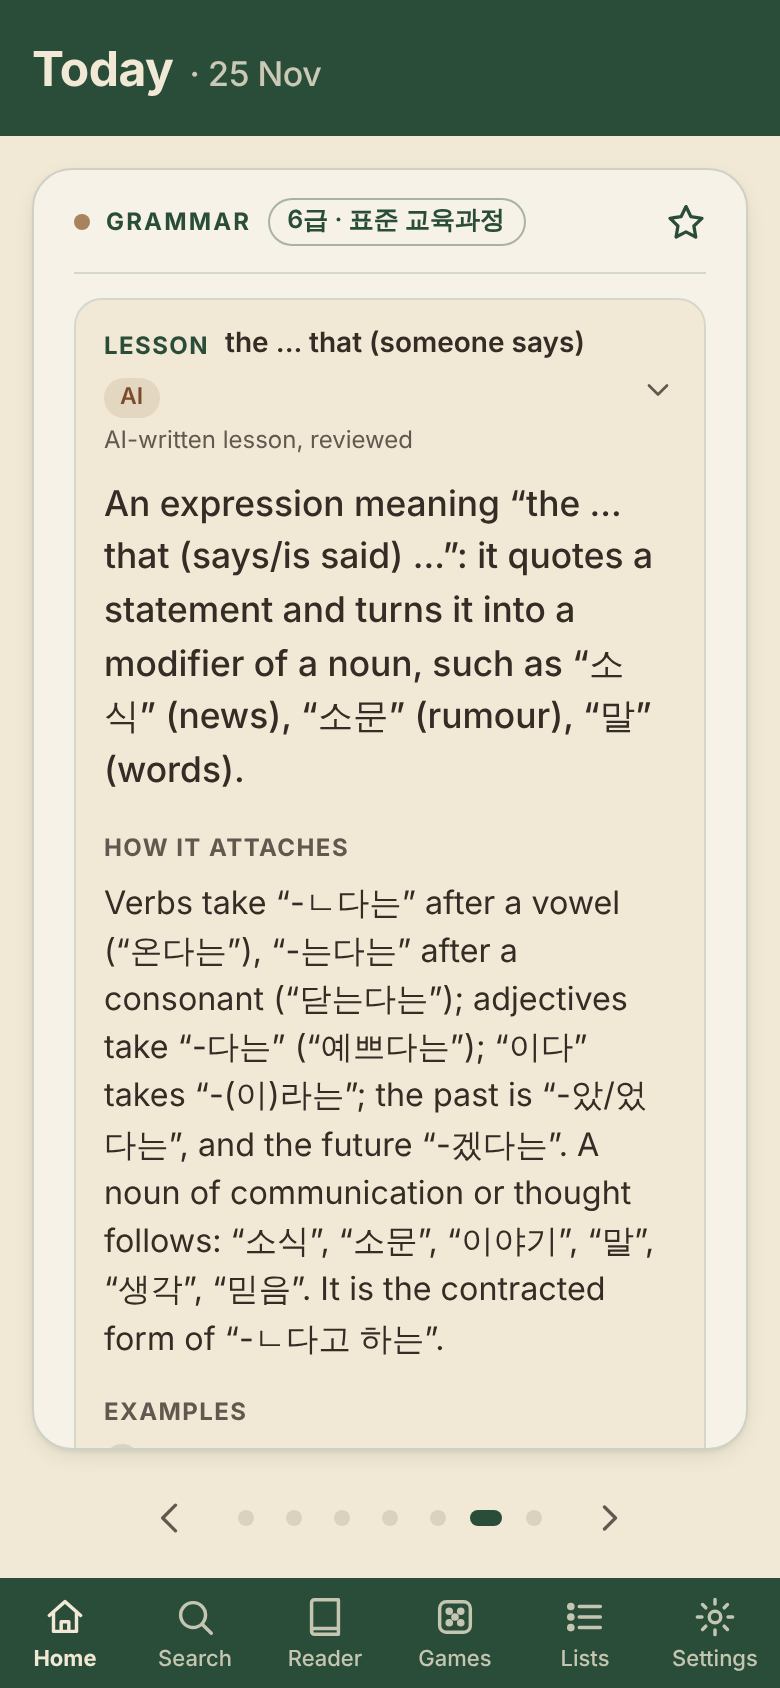 Today · 25 Nov
GRAMMAR 6급 · 표준 교육과정
LESSON the … that (someone says)
AI
AI-written lesson, reviewed
An expression meaning “the …
that (says/is said) …”: it quotes a
statement and turns it into a
modifier of a noun, such as “소
식” (news), “소문” (rumour), “말”
(words).
HOW IT ATTACHES
Verbs take “-ㄴ다는” after a vowel
(“온다는”), “-는다는” after a
consonant (“닫는다는”); adjectives
take “-다는” (“예쁘다는”); “이다”
takes “-(이)라는”; the past is “-았/었
다는”, and the future “-겠다는”. A
noun of communication or thought
follows: “소식”, “소문”, “이야기”, “말”,
“생각”, “믿음”. It is the contracted
form of “-ㄴ다고 하는”.
EXAMPLES
Home Search Reader Games Lists Settings